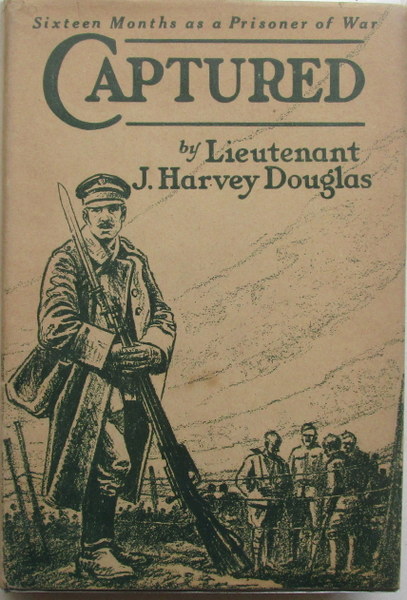 Sixteen Months as a Prisoner of War
CAPTURED
by Lieutenant
J. Harvey Douglas